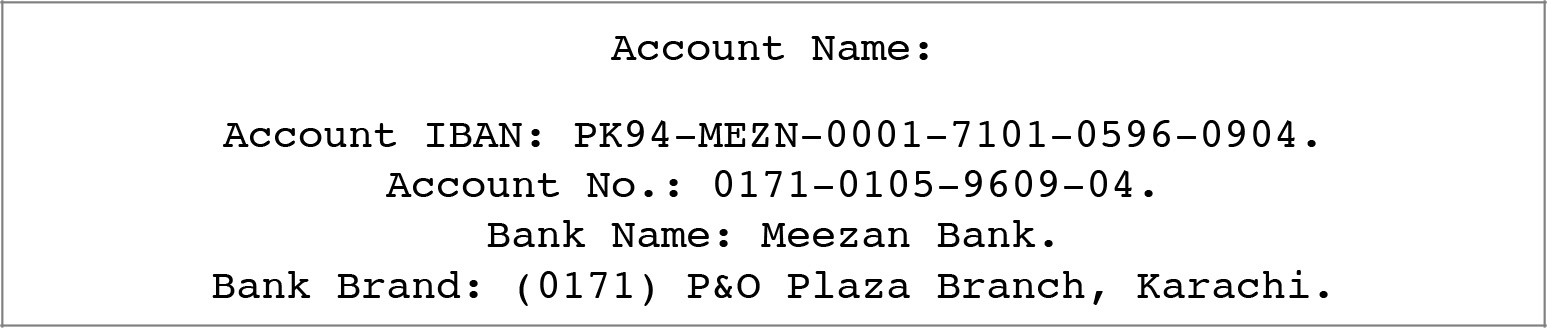 Account Name:
Account IBAN: PK94-MEZN-0001-7101-0596-0904.
Account No.: 0171-0105-9609-04.
Bank Name: Meezan Bank.
Bank Brand: (0171) P&O Plaza Branch, Karachi.